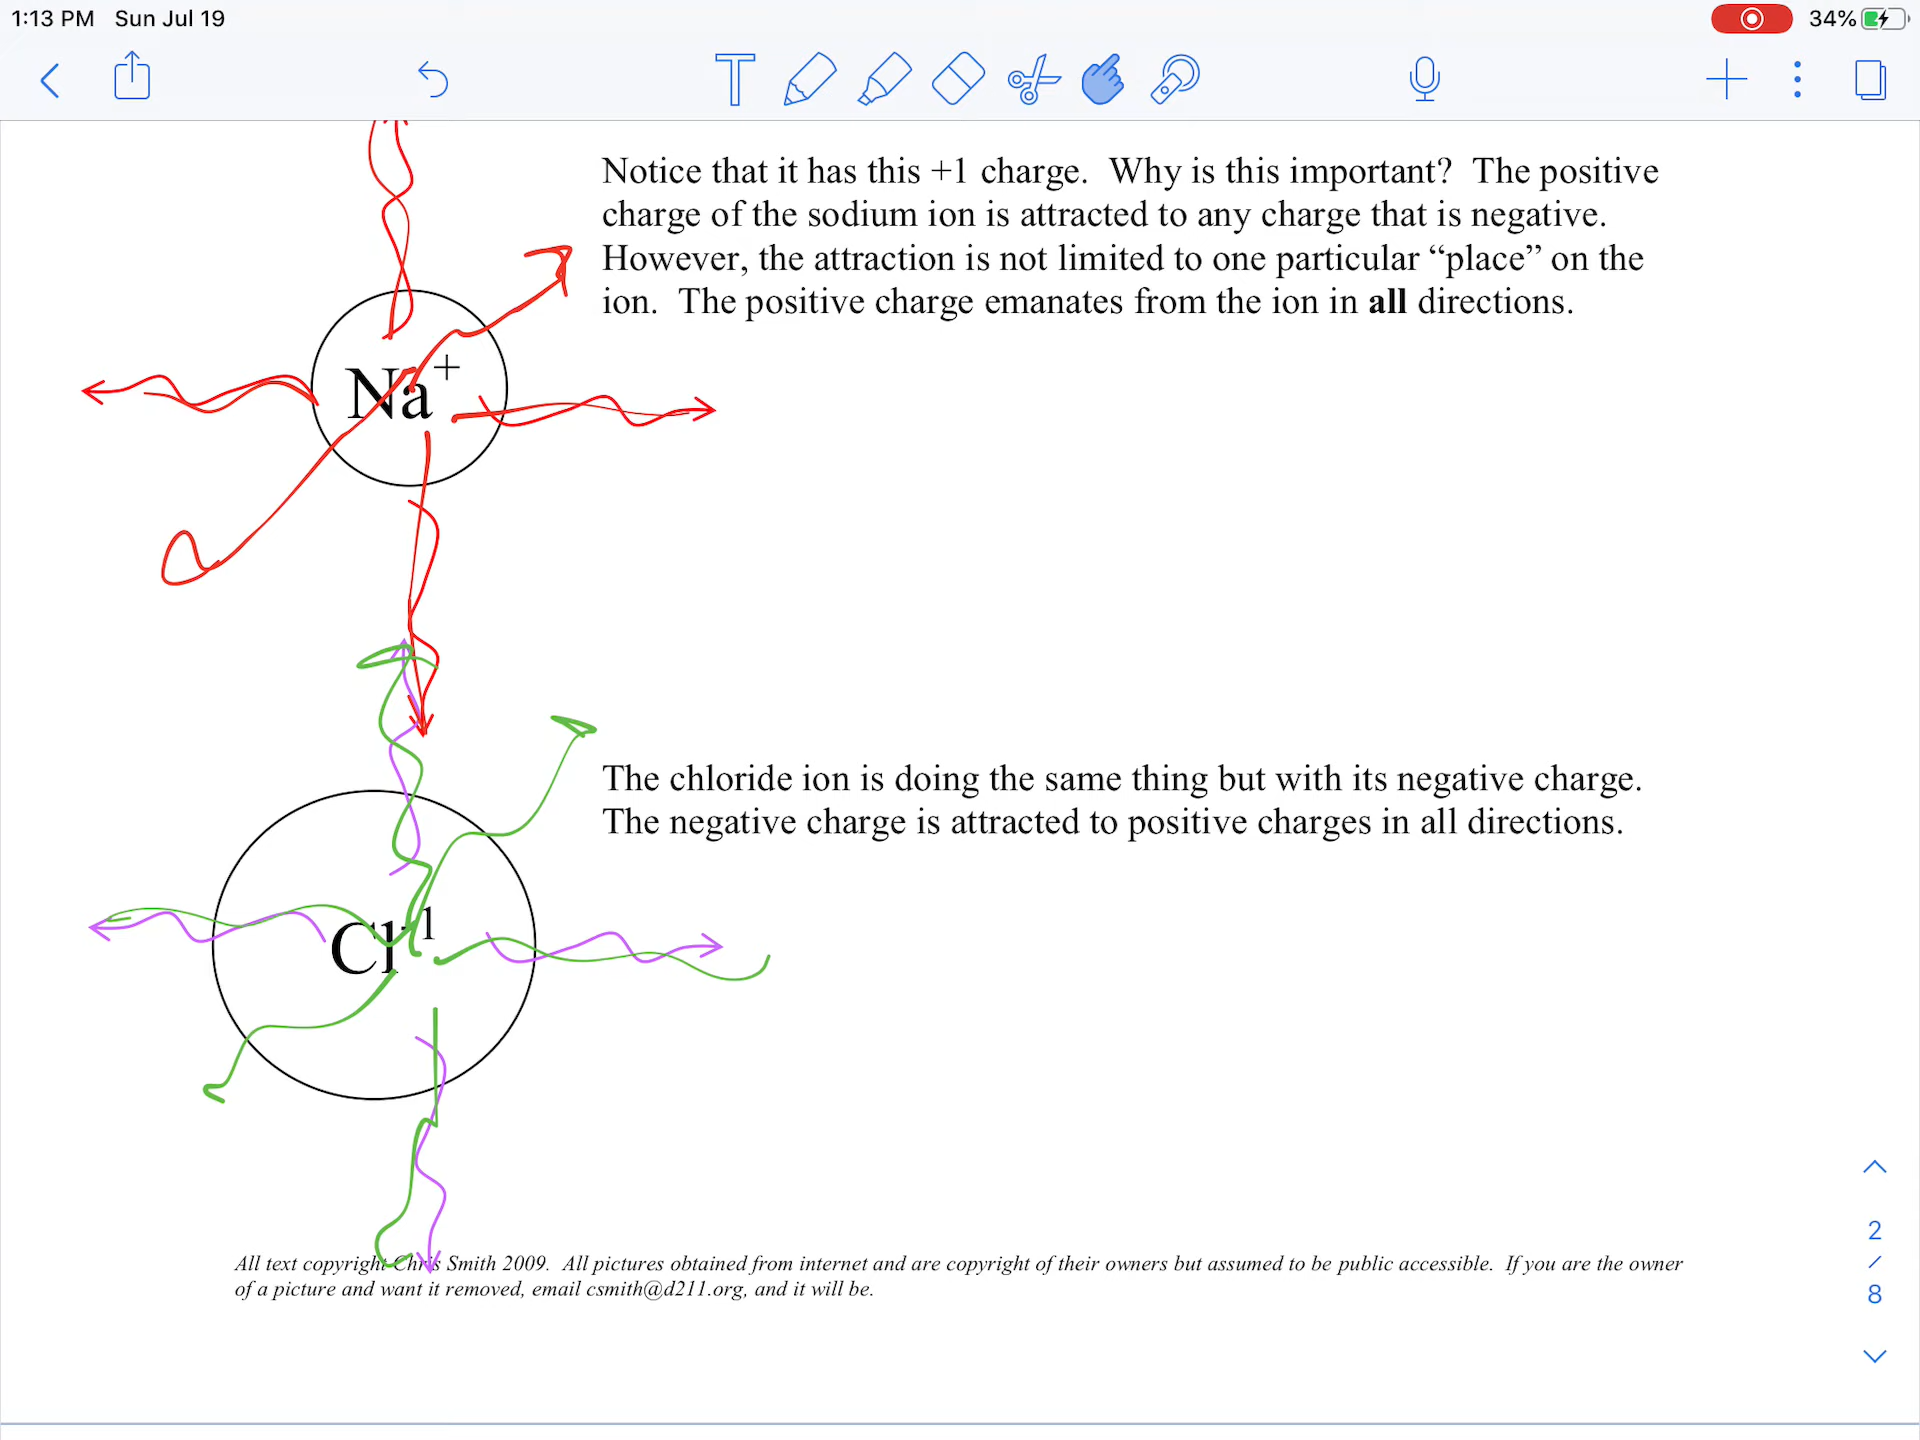 1:13 PM Sun Jul 19
34%
Notice that it has this +1 charge. Why is this important? The positive
charge of the sodium ion is attracted to any charge that is negative.
However, the attraction is not limited to one particular “place” on the
ion. The positive charge emanates from the ion in all directions.
Na⁺
The chloride ion is doing the same thing but with its negative charge.
The negative charge is attracted to positive charges in all directions.
Cl⁻¹
All text copyright Chris Smith 2009. All pictures obtained from internet and are copyright of their owners but assumed to be public accessible. If you are the owner
of a picture and want it removed, email csmith@d211.org, and it will be.
2
/
8